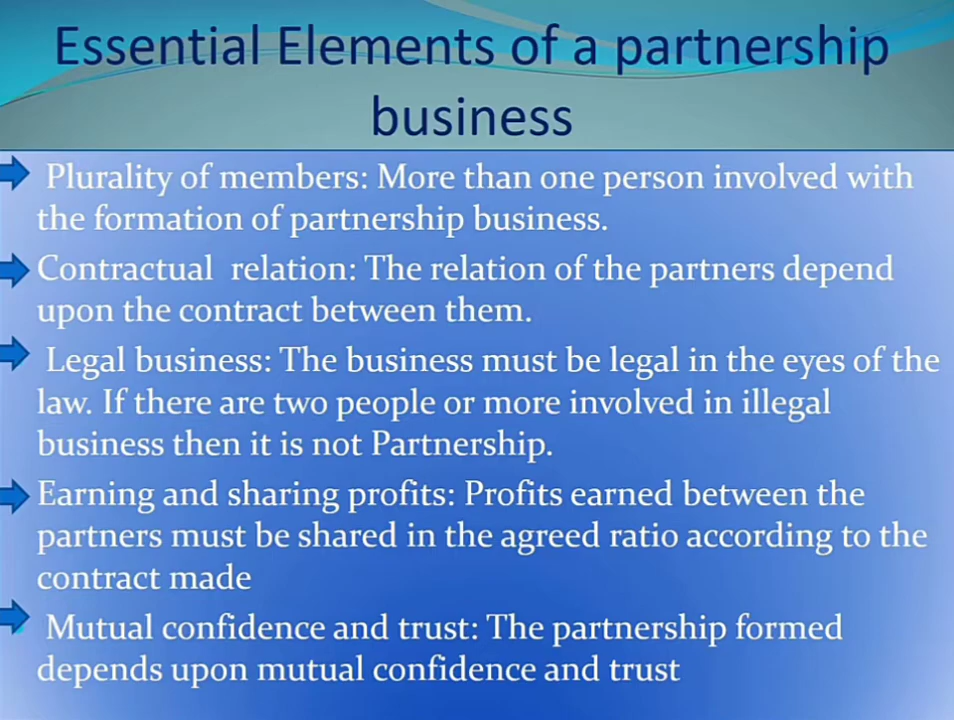 Essential Elements of a partnership
business
Plurality of members: More than one person involved with
the formation of partnership business.
Contractual relation: The relation of the partners depend
upon the contract between them.
Legal business: The business must be legal in the eyes of the
law. If there are two people or more involved in illegal
business then it is not Partnership.
Earning and sharing profits: Profits earned between the
partners must be shared in the agreed ratio according to the
contract made
Mutual confidence and trust: The partnership formed
depends upon mutual confidence and trust